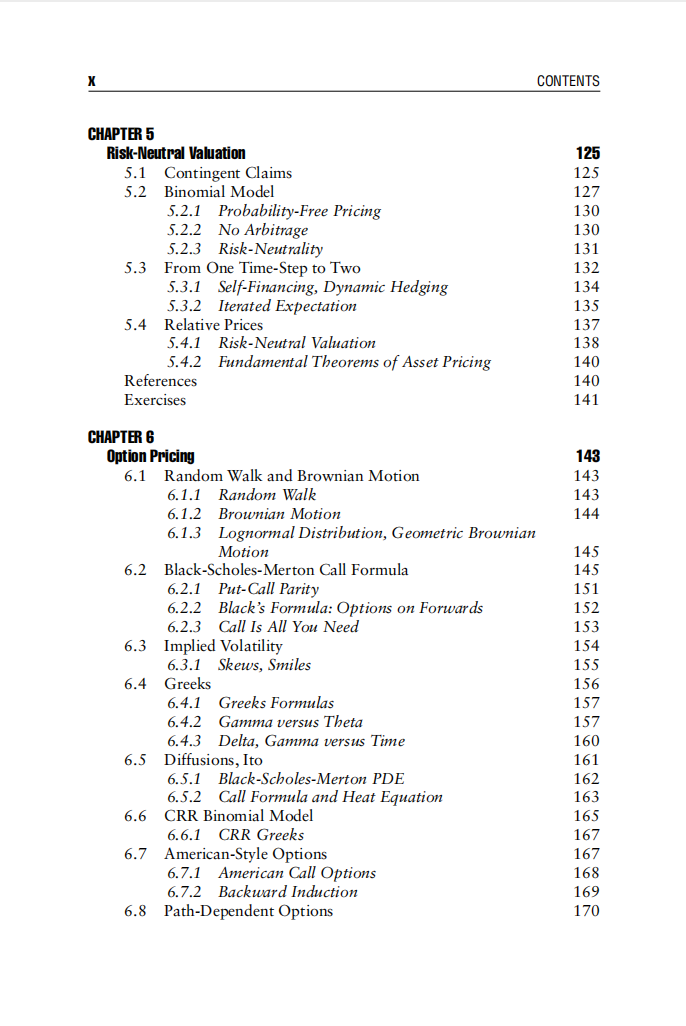 x CONTENTS
CHAPTER 5
Risk-Neutral Valuation 125
5.1 Contingent Claims 125
5.2 Binomial Model 127
5.2.1 Probability-Free Pricing 130
5.2.2 No Arbitrage 130
5.2.3 Risk-Neutrality 131
5.3 From One Time-Step to Two 132
5.3.1 Self-Financing, Dynamic Hedging 134
5.3.2 Iterated Expectation 135
5.4 Relative Prices 137
5.4.1 Risk-Neutral Valuation 138
5.4.2 Fundamental Theorems of Asset Pricing 140
References 140
Exercises 141
CHAPTER 6
Option Pricing 143
6.1 Random Walk and Brownian Motion 143
6.1.1 Random Walk 143
6.1.2 Brownian Motion 144
6.1.3 Lognormal Distribution, Geometric Brownian
Motion 145
6.2 Black-Scholes-Merton Call Formula 145
6.2.1 Put-Call Parity 151
6.2.2 Black's Formula: Options on Forwards 152
6.2.3 Call Is All You Need 153
6.3 Implied Volatility 154
6.3.1 Skews, Smiles 155
6.4 Greeks 156
6.4.1 Greeks Formulas 157
6.4.2 Gamma versus Theta 157
6.4.3 Delta, Gamma versus Time 160
6.5 Diffusions, Ito 161
6.5.1 Black-Scholes-Merton PDE 162
6.5.2 Call Formula and Heat Equation 163
6.6 CRR Binomial Model 165
6.6.1 CRR Greeks 167
6.7 American-Style Options 167
6.7.1 American Call Options 168
6.7.2 Backward Induction 169
6.8 Path-Dependent Options 170